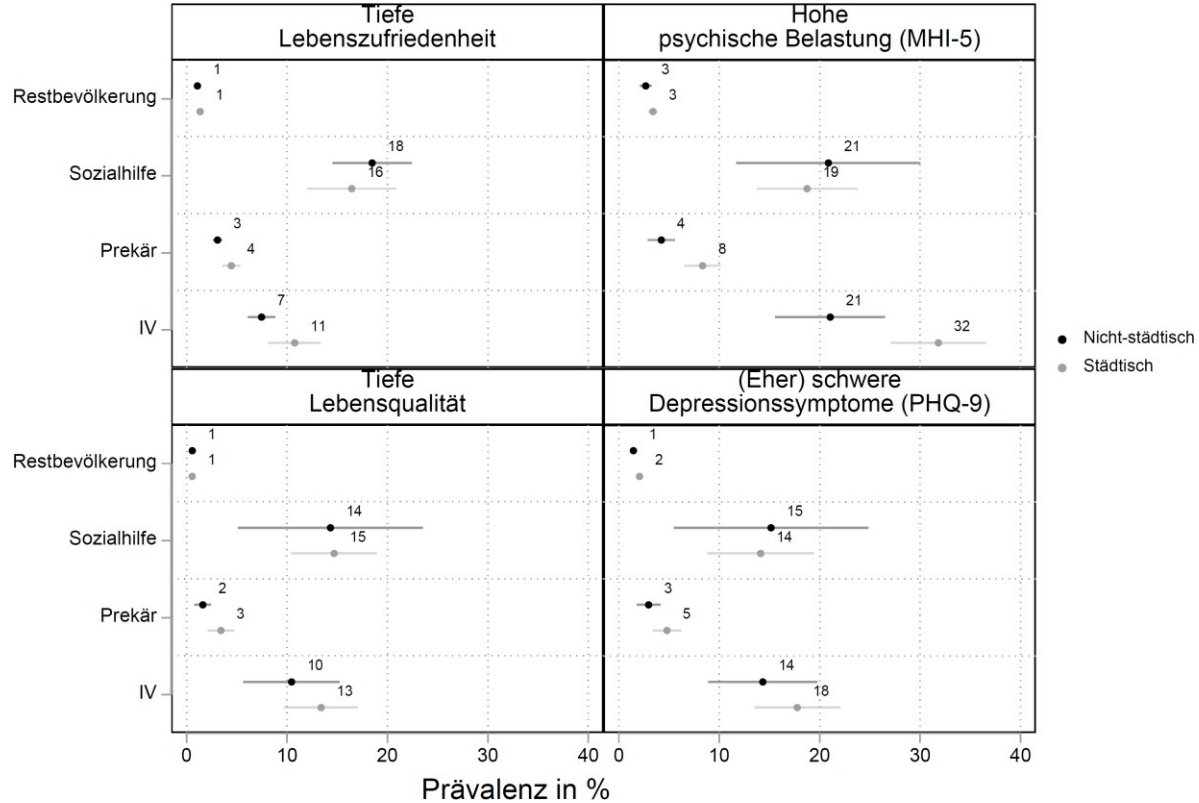 Tiefe
Lebenszufriedenheit
Hohe
psychische Belastung (MHI-5)
Restbevölkerung
1
1
3
3
Sozialhilfe
18
16
21
19
Prekär
3
4
4
8
IV
7
11
21
32
Nicht-städtisch
Städtisch
Tiefe
Lebensqualität
(Eher) schwere
Depressionssymptome (PHQ-9)
Restbevölkerung
1
1
1
2
Sozialhilfe
14
15
15
14
Prekär
2
3
3
5
IV
10
13
14
18
0 10 20 30 40 0 10 20 30 40
Prävalenz in %